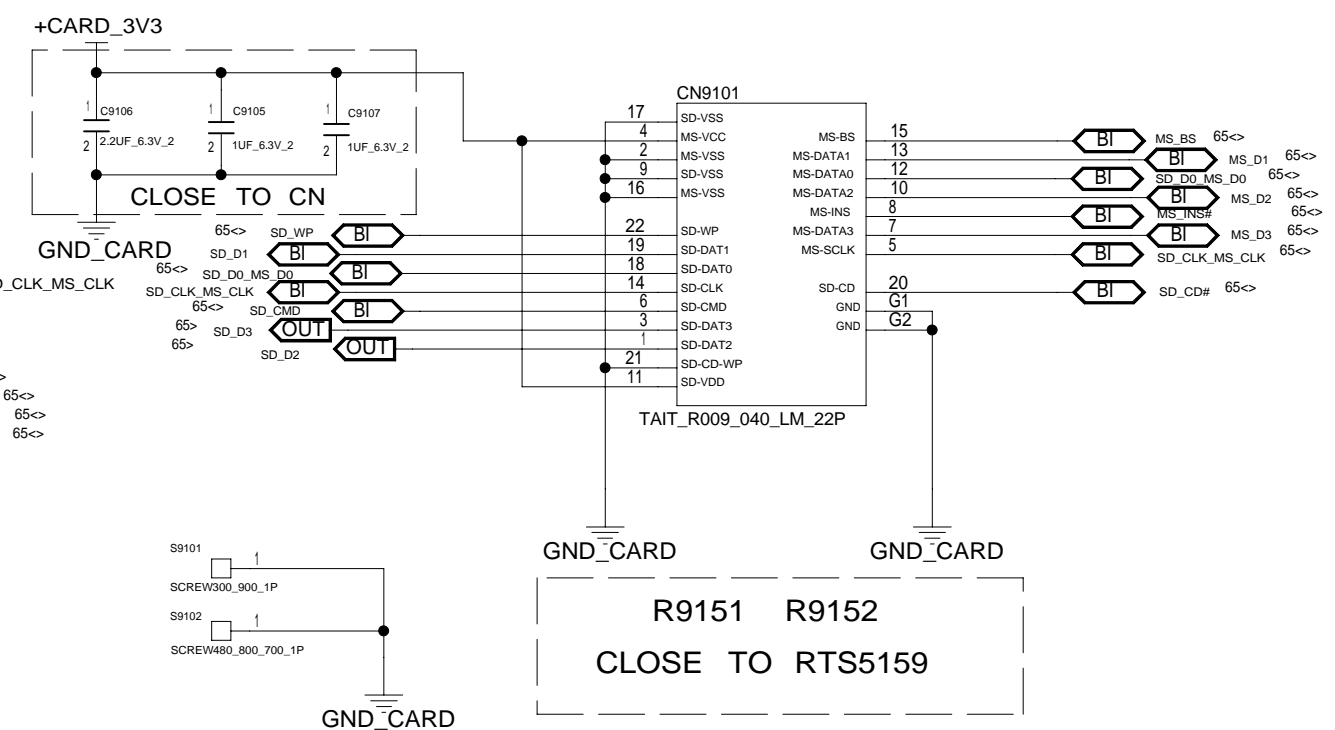 +CARD_3V3
1 C9106 2 2.2UF_6.3V_2
1 C9105 2 1UF_6.3V_2
1 C9107 2 1UF_6.3V_2
CLOSE TO CN
GND_CARD
CN9101
17 SD-VSS
4 MS-VCC
2 MS-VSS
9 SD-VSS
16 MS-VSS
65<> SD_WP BI 22 SD-WP
SD_D1 BI 19 SD-DAT1
65<> SD_D0_MS_D0 BI 18 SD-DAT0
SD_CLK_MS_CLK BI 14 SD-CLK
65<> SD_CMD BI 6 SD-CMD
65> SD_D3 OUT 3 SD-DAT3
65> SD_D2 OUT 1 SD-DAT2
21 SD-CD-WP
11 SD-VDD
MS-BS 15 BI MS_BS 65<>
MS-DATA1 13 BI MS_D1 65<>
MS-DATA0 12 BI SD_D0_MS_D0 65<>
MS-DATA2 10 BI MS_D2 65<>
MS-INS 8 BI MS_INS# 65<>
MS-DATA3 7 BI MS_D3 65<>
MS-SCLK 5 BI SD_CLK_MS_CLK 65<>
SD-CD 20 BI SD_CD# 65<>
GND G1
GND G2
TAIT_R009_040_LM_22P
_CLK_MS_CLK
65<>
65<>
65<>
GND_CARD
GND_CARD
S9101 1
SCREW300_900_1P
S9102 1
SCREW480_800_700_1P
GND_CARD
R9151 R9152
CLOSE TO RTS5159